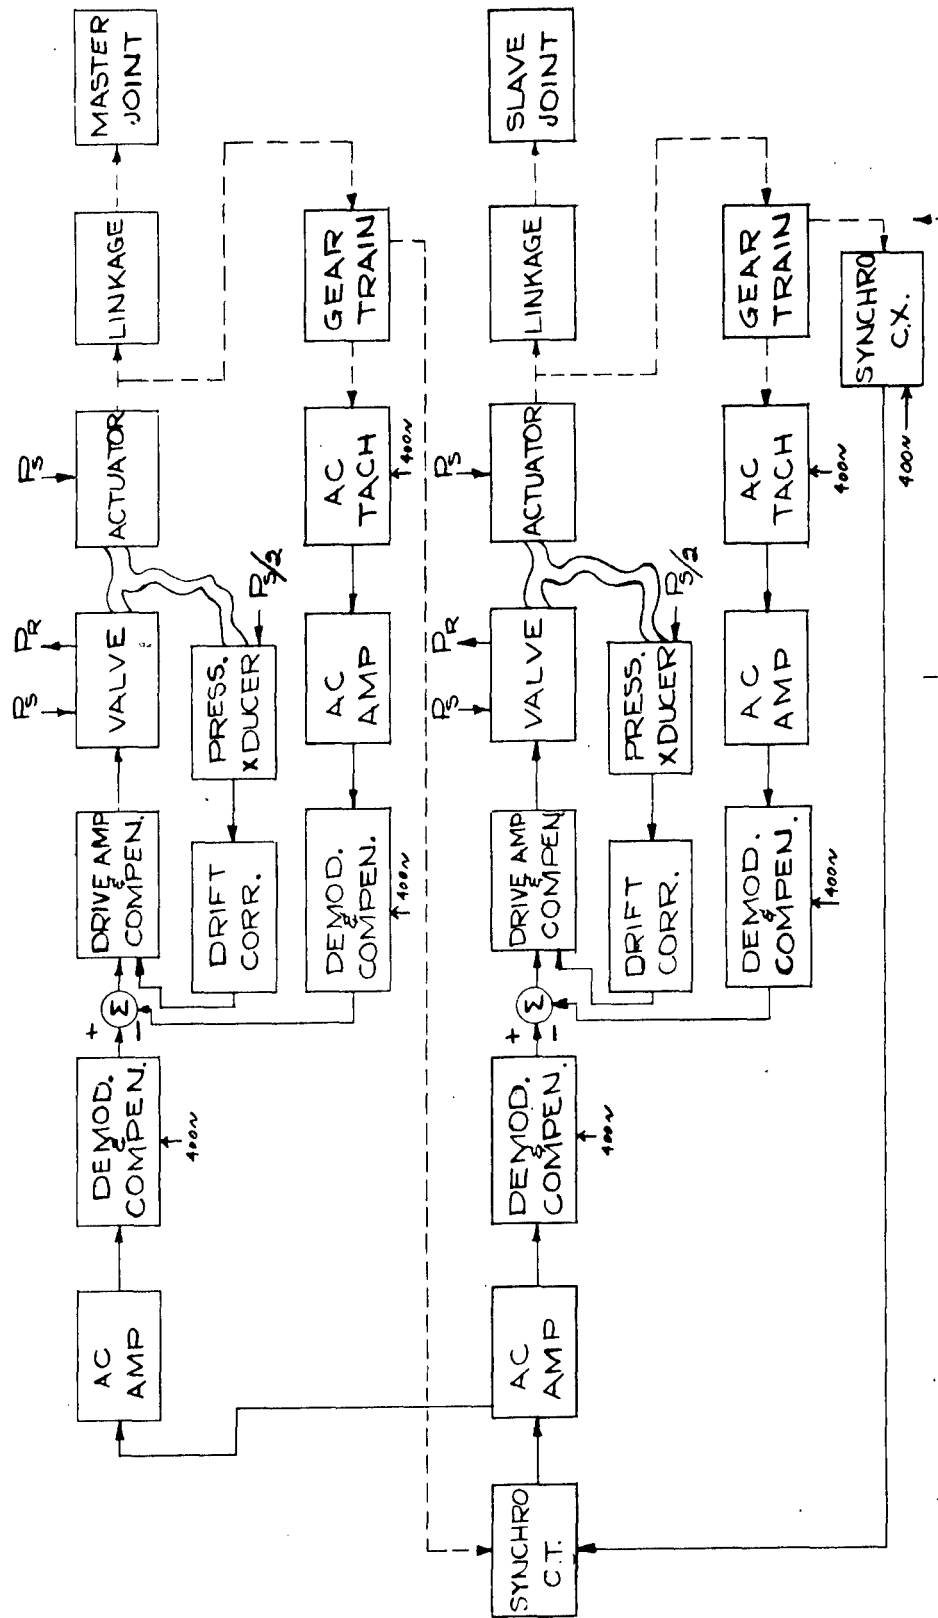 MASTER
JOINT
LINKAGE
PS
ACTUATOR
PR
PS
VALVE
DRIVE AMP
&
COMPEN.
Σ
+
-
DEMOD.
&
COMPEN.
400~
AC
AMP
GEAR
TRAIN
AC
TACH
400~
PS/2
PRESS.
XDUCER
AC
AMP
DRIFT
CORR.
DEMOD.
&
COMPEN.
400~
SLAVE
JOINT
LINKAGE
PS
ACTUATOR
PR
PS
VALVE
DRIVE AMP
&
COMPEN.
Σ
+
-
DEMOD.
&
COMPEN.
400~
AC
AMP
SYNCHRO
C.T.
GEAR
TRAIN
SYNCHRO
C.X.
400~
AC
TACH
400~
PS/2
PRESS.
XDUCER
AC
AMP
DRIFT
CORR.
DEMOD.
&
COMPEN.
400~